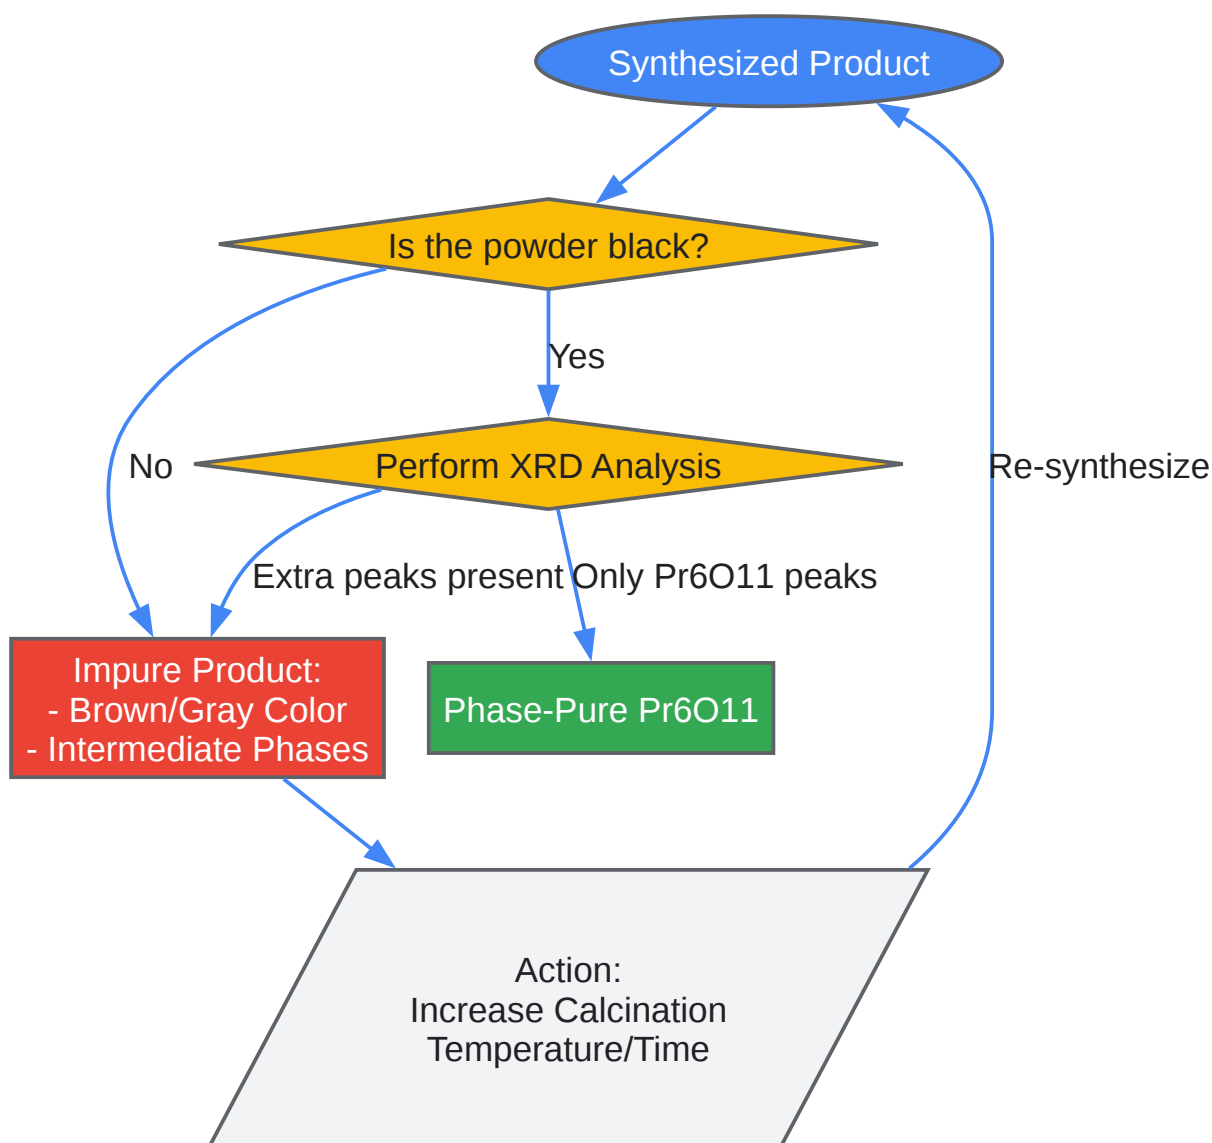 Synthesized Product
Is the powder black?
Yes
No
Perform XRD Analysis
Re-synthesize
Extra peaks present
Only Pr6O11 peaks
Impure Product:
- Brown/Gray Color
- Intermediate Phases
Phase-Pure Pr6O11
Action:
Increase Calcination
Temperature/Time